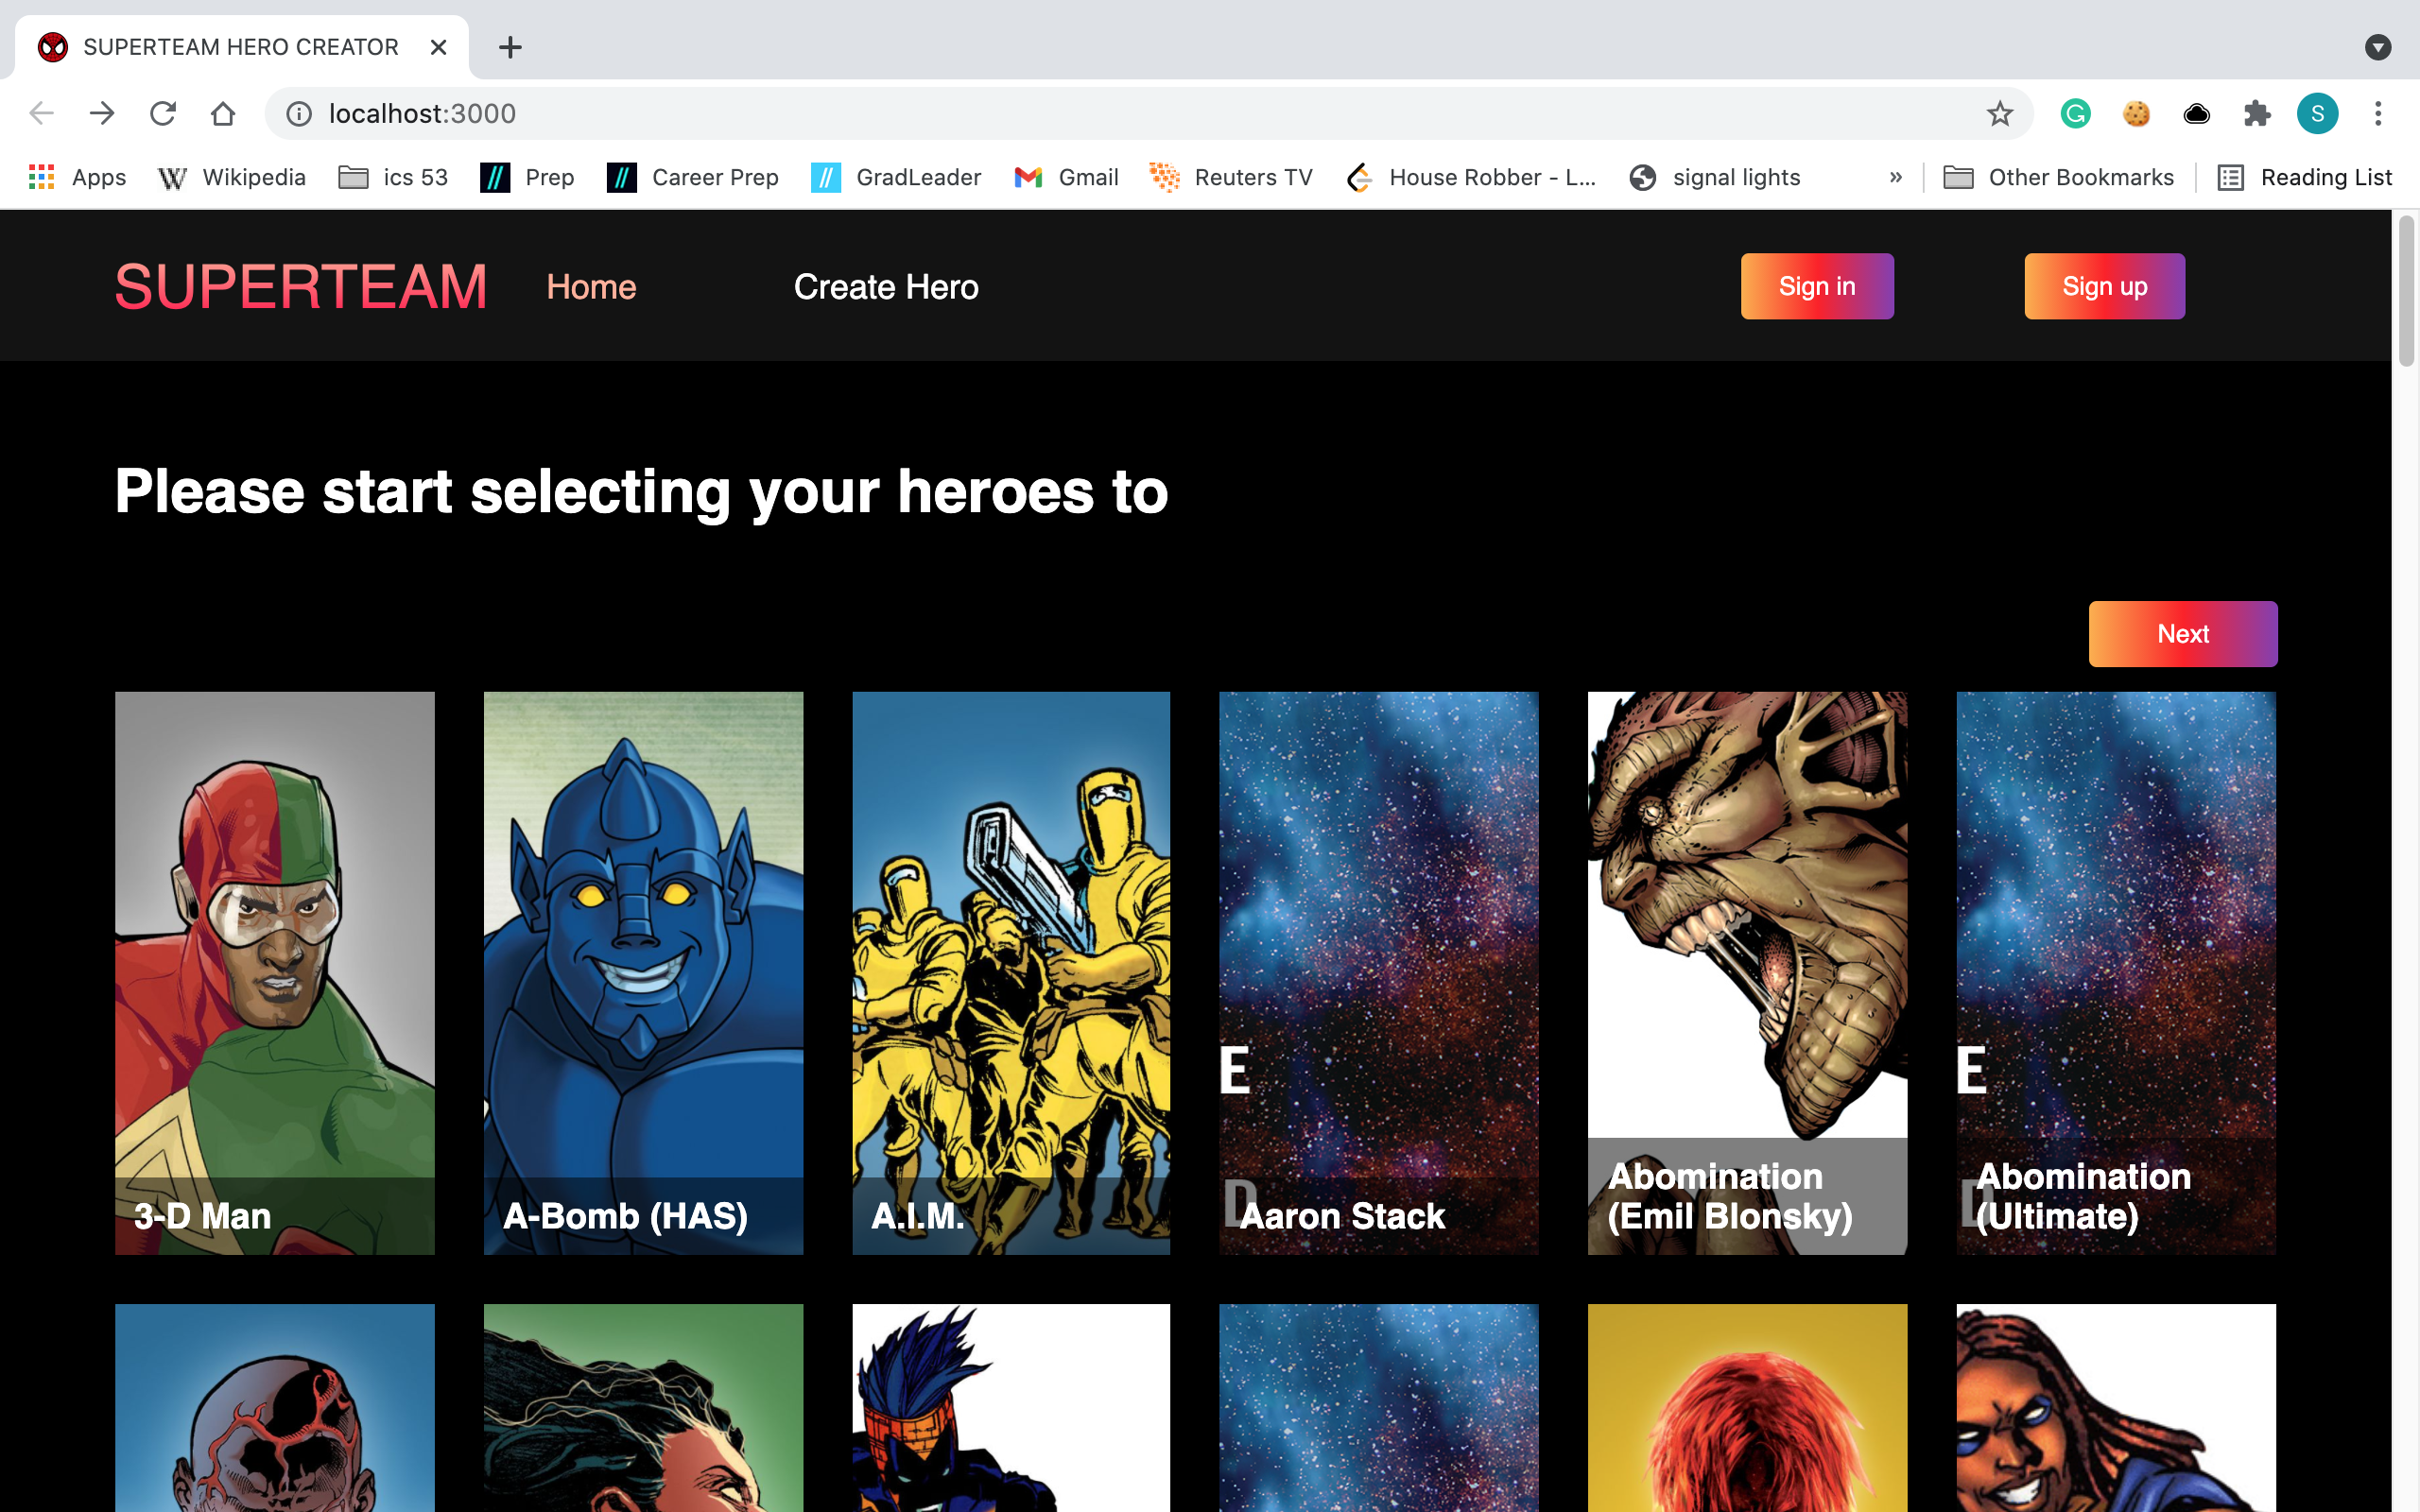 SUPERTEAM HERO CREATOR
localhost:3000
Apps Wikipedia ics 53 Prep Career Prep GradLeader Gmail Reuters TV House Robber - L... signal lights » Other Bookmarks Reading List
S
SUPERTEAM Home Create Hero Sign in Sign up
Please start selecting your heroes to
Next
E
E
D
D
3-D Man
A-Bomb (HAS)
A.I.M.
Aaron Stack
Abomination
(Emil Blonsky)
Abomination
(Ultimate)